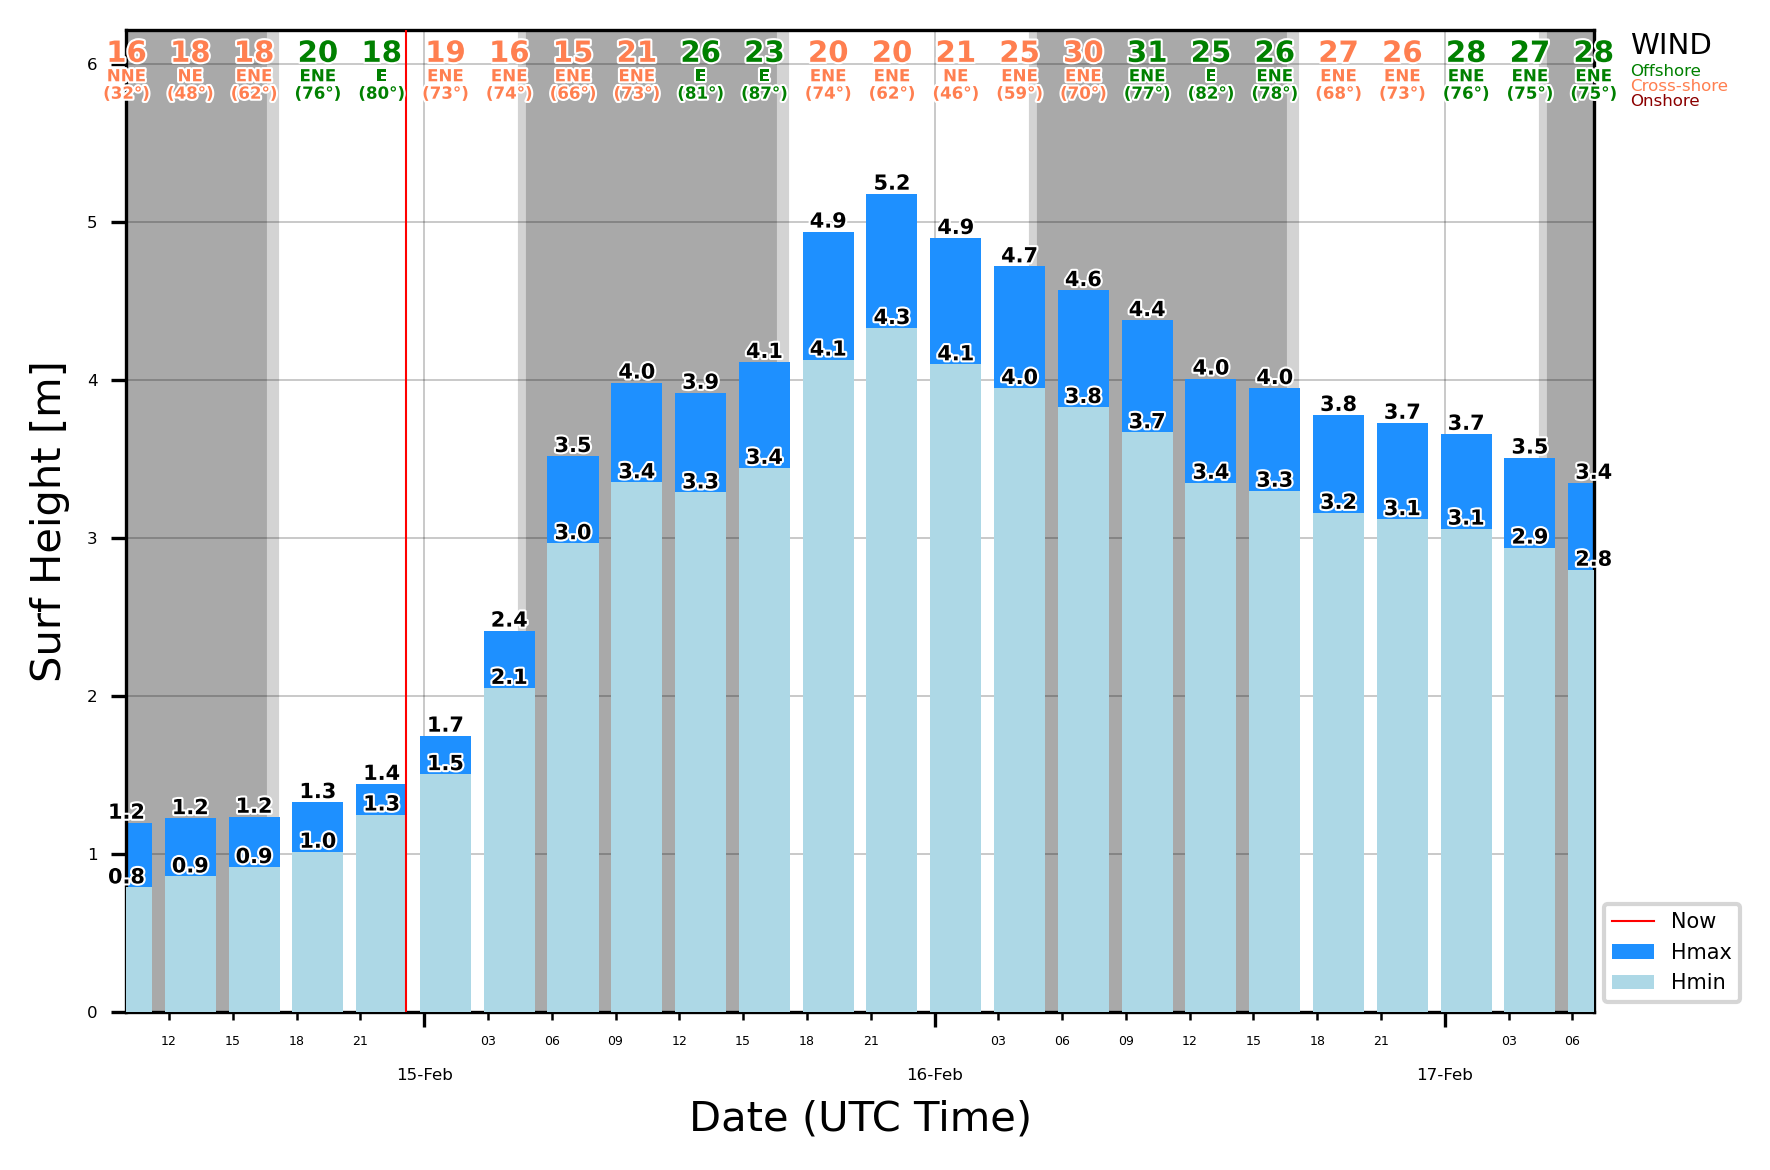 16 18 18 20 18 19 16 15 21 26 23 20 20 21 25 30 31 25 26 27 26 28 27 28
NNE NE ENE ENE E ENE ENE ENE ENE E E ENE ENE NE ENE ENE ENE E ENE ENE ENE ENE ENE ENE
(32°) (48°) (62°) (76°) (80°) (73°) (74°) (66°) (73°) (81°) (87°) (74°) (62°) (46°) (59°) (70°) (77°) (82°) (78°) (68°) (73°) (76°) (75°) (75°)
WIND
Offshore
Cross-shore
Onshore
6
5
4
3
2
1
0
Surf Height [m]
1.2 1.2 1.2 1.3 1.4 1.7 2.4 3.5 4.0 3.9 4.1 4.9 5.2 4.9 4.7 4.6 4.4 4.0 4.0 3.8 3.7 3.7 3.5 3.4
0.8 0.9 0.9 1.0 1.3 1.5 2.1 3.0 3.4 3.3 3.4 4.1 4.3 4.1 4.0 3.8 3.7 3.4 3.3 3.2 3.1 3.1 2.9 2.8
Now
Hmax
Hmin
12 15 18 21 03 06 09 12 15 18 21 03 06 09 12 15 18 21 03 06
15-Feb 16-Feb 17-Feb
Date (UTC Time)